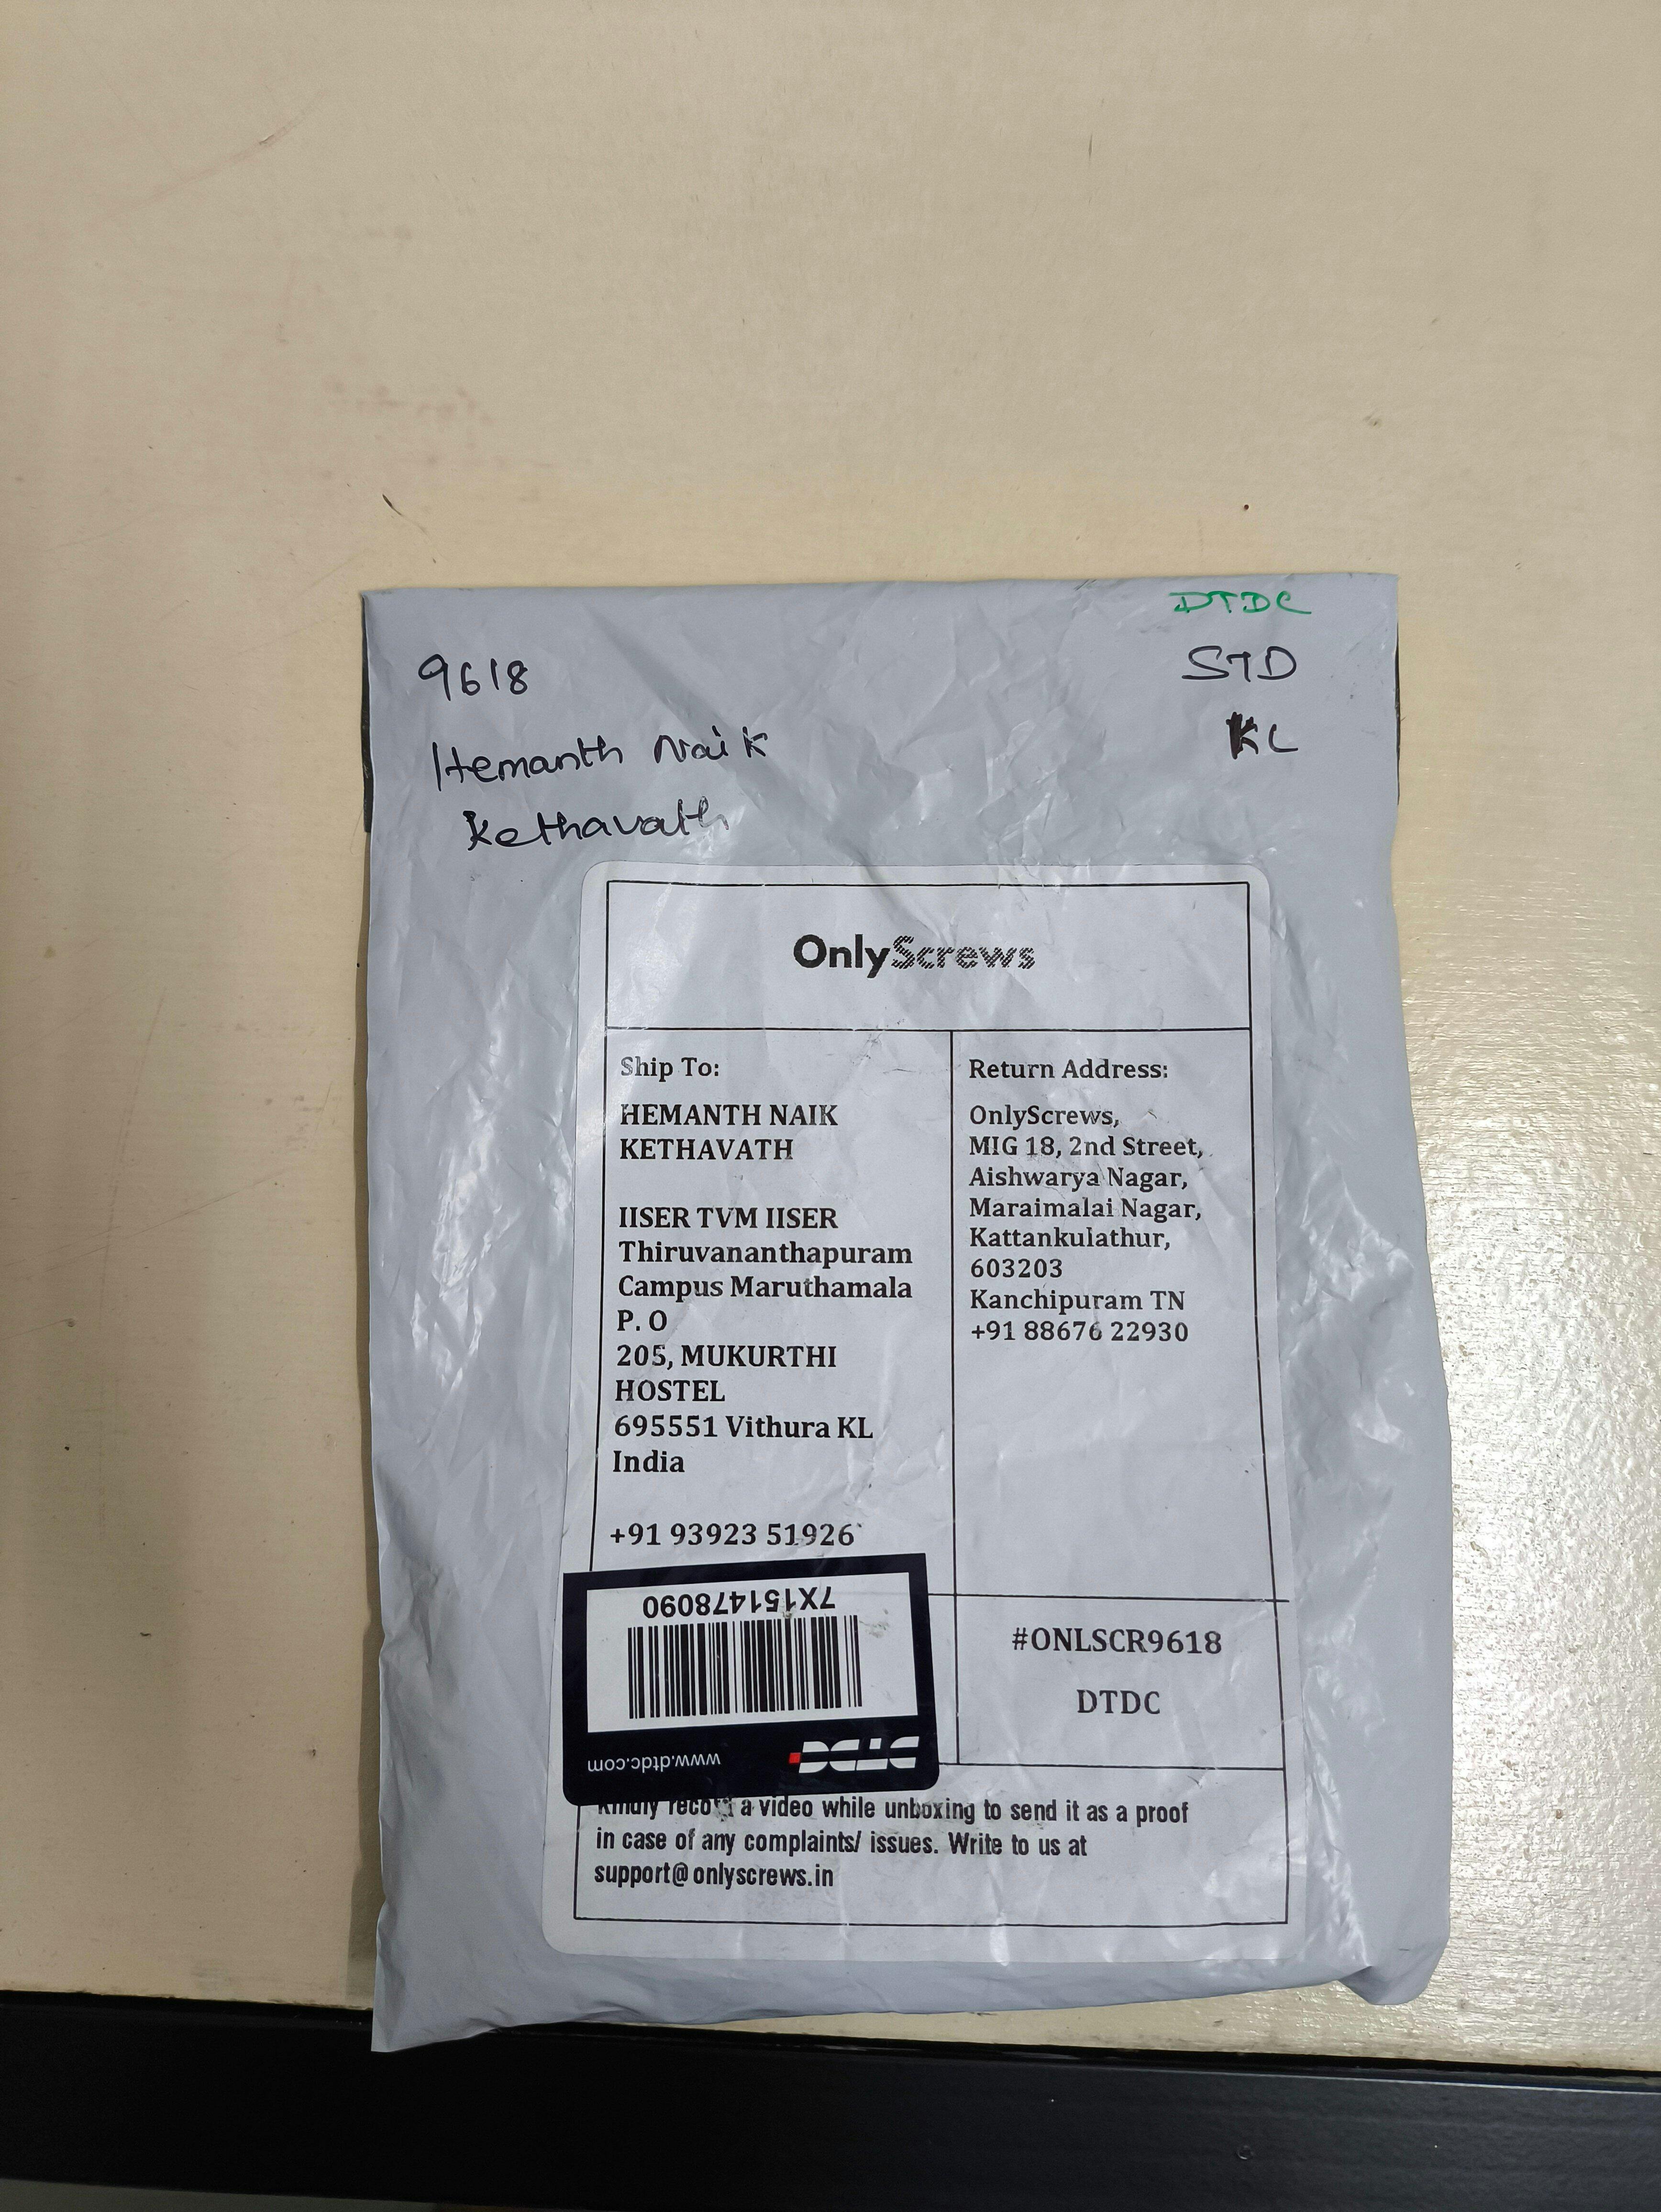 DTDC
9618
STD
Hemanth Naik
KL
Kethavath
OnlyScrews
Ship To:
HEMANTH NAIK
KETHAVATH
IISER TVM IISER
Thiruvananthapuram
Campus Maruthamala
P. O
205, MUKURTHI
HOSTEL
695551 Vithura KL
India
+91 93923 51926
Return Address:
OnlyScrews,
MIG 18, 2nd Street,
Aishwarya Nagar,
Maraimalai Nagar,
Kattankulathur,
603203
Kanchipuram TN
+91 88676 22930
7X151478090
DTDC
www.dtdc.com
#ONLSCR9618
DTDC
Kindly record a video while unboxing to send it as a proof
in case of any complaints/ issues. Write to us at
support@onlyscrews.in